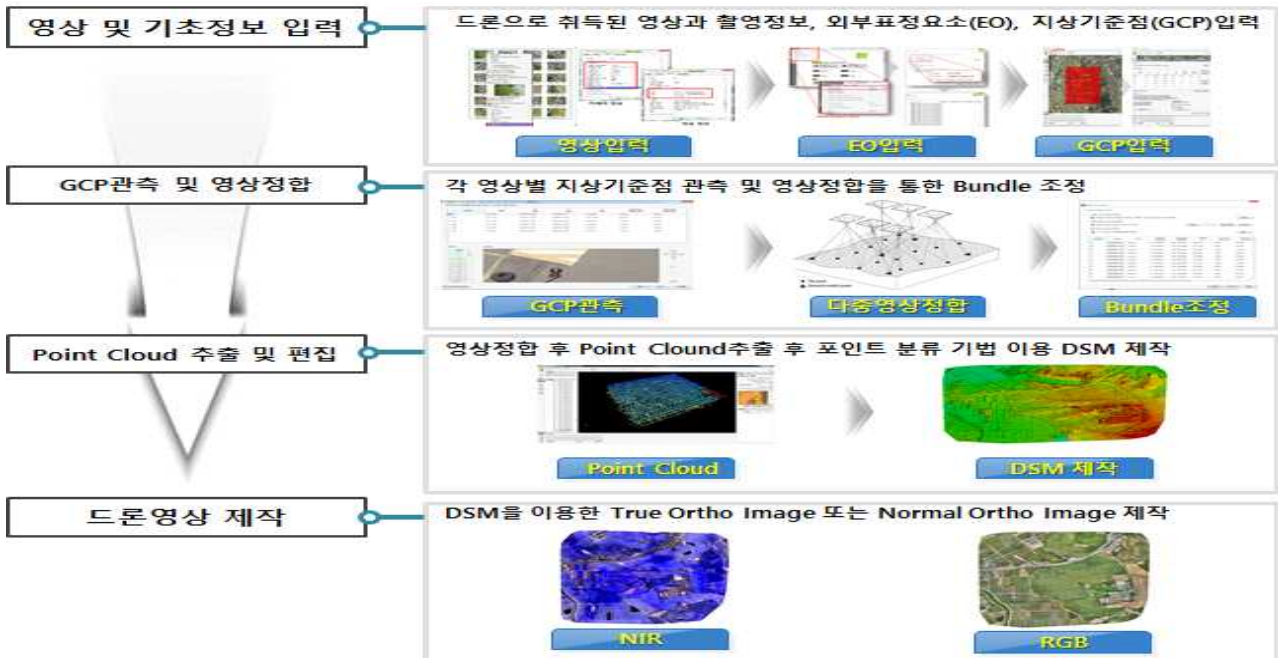 영상 및 기초정보 입력
드론으로 취득된 영상과 촬영정보, 외부표정요소(EO), 지상기준점(GCP)입력
영상입력
EO입력
GCP입력
GCP관측 및 영상정합
각 영상별 지상기준점 관측 및 영상정합을 통한 Bundle 조정
GCP관측
다중영상정합
Bundle조정
Point Cloud 추출 및 편집
영상정합 후 Point Clound추출 후 포인트 분류 기법 이용 DSM 제작
Point Cloud
DSM 제작
드론영상 제작
DSM을 이용한 True Ortho Image 또는 Normal Ortho Image 제작
NIR
RGB